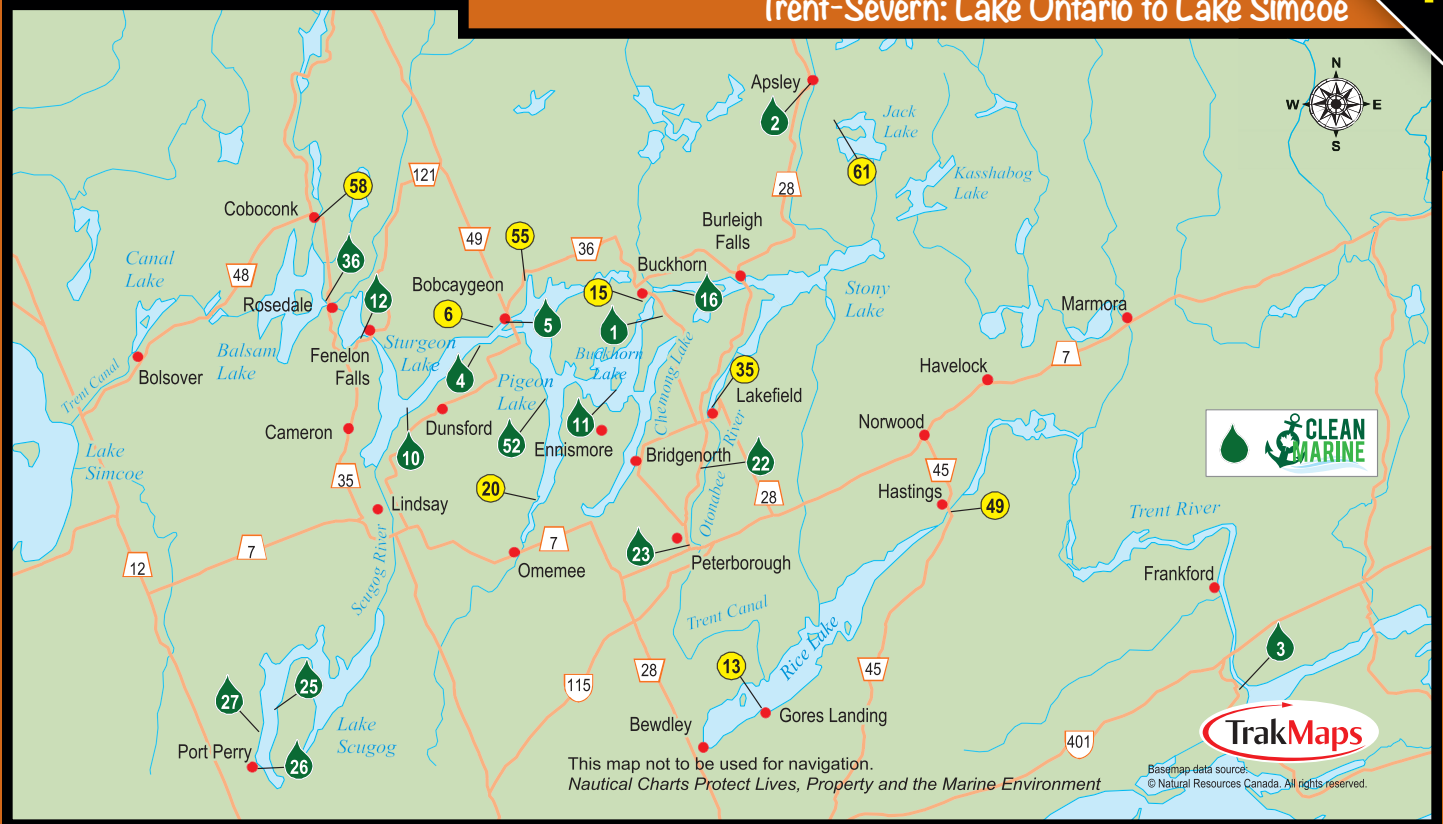 Trent-Severn: Lake Ontario to Lake Simcoe
N
W
E
S
Apsley
2
Jack
Lake
61
28
Kasshabog
Lake
121
58
Coboconk
Burleigh
Falls
49
55
36
36
Canal
Lake
48
Buckhorn
Bobcaygeon
12
15
16
Stony
Lake
Rosedale
6
5
1
Marmora
Sturgeon
Lake
Balsam
Lake
Fenelon
Falls
Buckhorn
Lake
7
Trent Canal
Bolsover
4
Pigeon
Lake
Chemong Lake
35
Lakefield
Havelock
Cameron
Dunsford
11
Norwood
CLEAN
MARINE
10
52
Ennismore
Bridgenorth
22
Otonabee River
Lake
Simcoe
35
45
20
28
Hastings
49
Lindsay
Trent River
7
12
Scugog River
7
23
Omemee
Peterborough
Frankford
Trent Canal
Rice Lake
3
28
13
45
115
25
27
Gores Landing
Bewdley
Lake
Scugog
Port Perry
26
401
TrakMaps
This map not to be used for navigation.
Nautical Charts Protect Lives, Property and the Marine Environment
Basemap data source:
© Natural Resources Canada. All rights reserved.